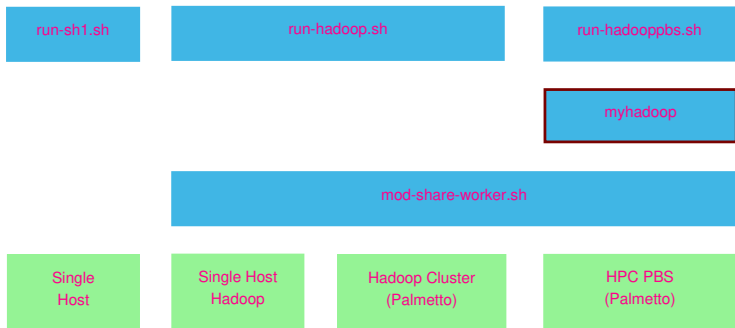 run-sh1.sh
run-hadoop.sh
run-hadooppbs.sh
myhadoop
mod-share-worker.sh
Single
Host
Single Host
Hadoop
Hadoop Cluster
(Palmetto)
HPC PBS
(Palmetto)